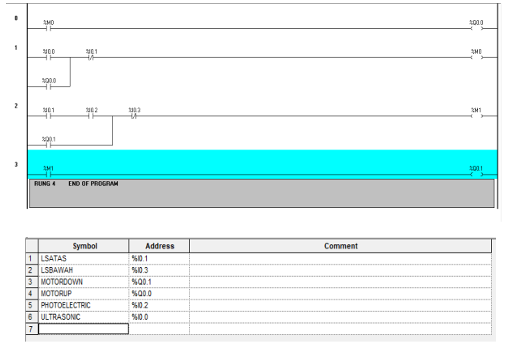 0
%M0 %Q0.0
1
%I0.0 %I0.1 %M0
%Q0.0
2
%I0.1 %I0.2 %I0.3 %M1
%Q0.1
3
%M1 %Q0.1
RUNG 4 END OF PROGRAM
Symbol Address Comment
1 LSATAS %I0.1
2 LSBAWAH %I0.3
3 MOTORDOWN %Q0.1
4 MOTORUP %Q0.0
5 PHOTOELECTRIC %I0.2
6 ULTRASONIC %I0.0
7